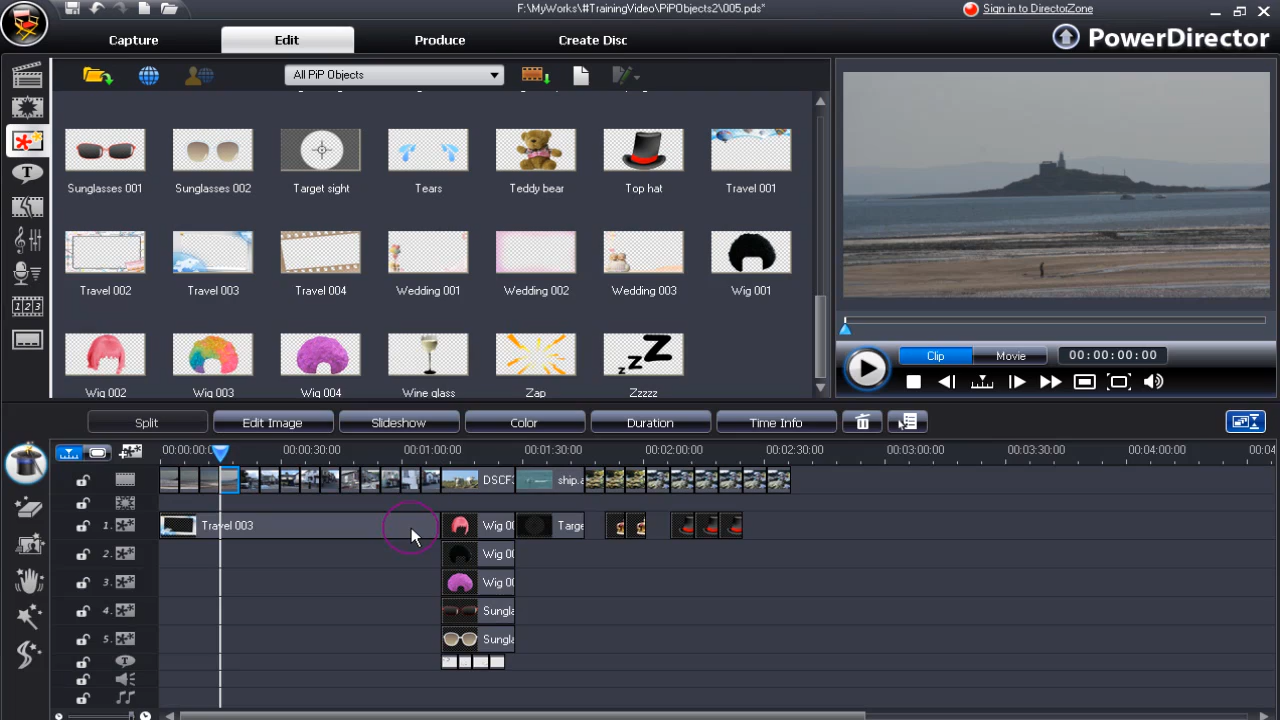 F:\MyWorks\#TrainingVideo\PiPObjects2\005.pds*
Sign in to DirectorZone
Capture
Edit
Produce
Create Disc
PowerDirector
All PiP Objects
Sunglasses 001
Sunglasses 002
Target sight
Tears
Teddy bear
Top hat
Travel 001
Travel 002
Travel 003
Travel 004
Wedding 001
Wedding 002
Wedding 003
Wig 001
Wig 002
Wig 003
Wig 004
Wine glass
Zap
Zzzzz
Clip
Movie
00:00:00:00
Split
Edit Image
Slideshow
Color
Duration
Time Info
00:00:00:0
00:00:30:00
00:01:00:00
00:01:30:00
00:02:00:00
00:02:30:00
00:03:00:00
00:03:30:00
00:04:00:00
00:04:
DSCF
ship.a
1.
Travel 003
Wig 00
Targe
2.
Wig 00
3.
Wig 00
4.
Sungla
5.
Sungla